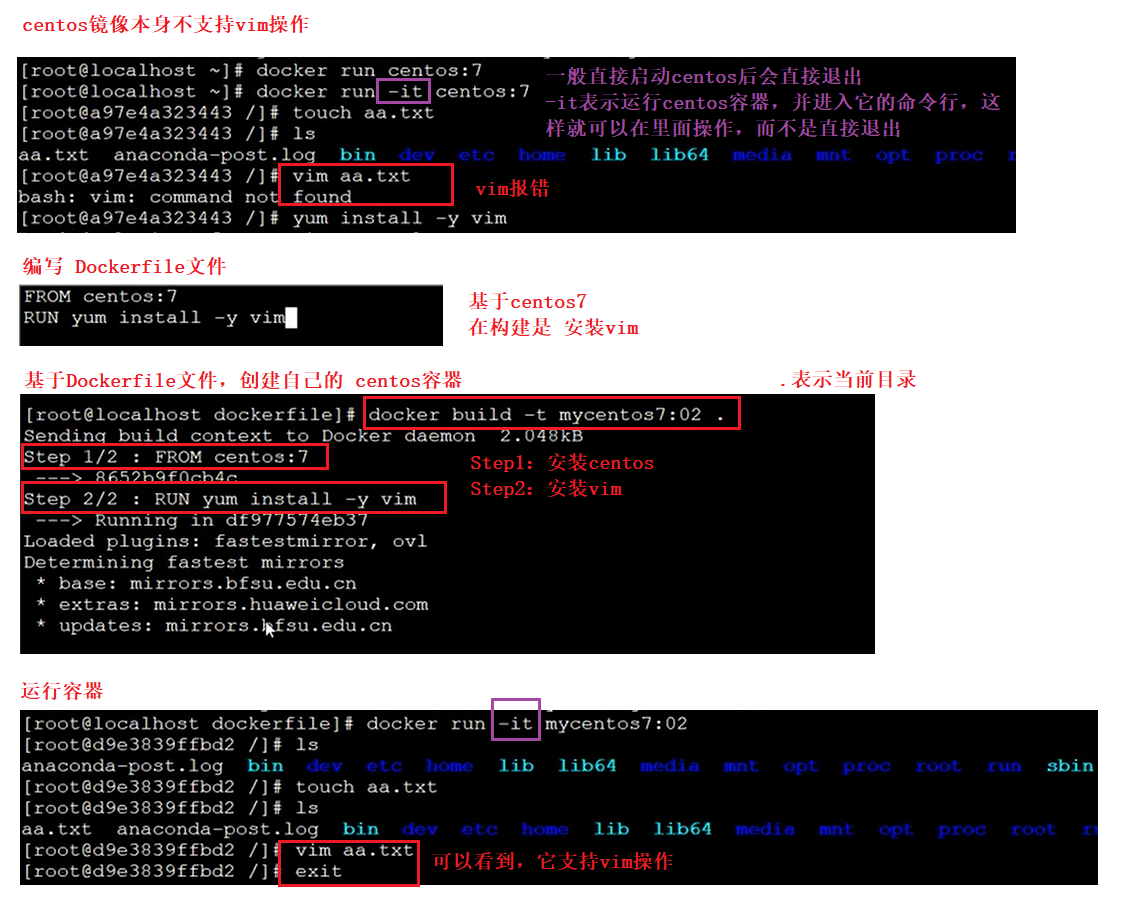 centos镜像本身不支持vim操作
[root@localhost ~]# docker run centos:7
[root@localhost ~]# docker run -it centos:7
[root@a97e4a323443 /]# touch aa.txt
[root@a97e4a323443 /]# ls
aa.txt anaconda-post.log bin dev etc home lib lib64 media mnt opt proc
[root@a97e4a323443 /]# vim aa.txt
bash: vim: command not found
[root@a97e4a323443 /]# yum install -y vim
一般直接启动centos后会直接退出
-it表示运行centos容器，并进入它的命令行，这
样就可以在里面操作，而不是直接退出
vim报错
编写 Dockerfile文件
FROM centos:7
RUN yum install -y vim
基于centos7
在构建是 安装vim
基于Dockerfile文件，创建自己的 centos容器
.表示当前目录
[root@localhost dockerfile]# docker build -t mycentos7:02 .
Sending build context to Docker daemon 2.048kB
Step 1/2 : FROM centos:7
---> 8652b9f0cb4c
Step 2/2 : RUN yum install -y vim
---> Running in df977574eb37
Loaded plugins: fastestmirror, ovl
Determining fastest mirrors
* base: mirrors.bfsu.edu.cn
* extras: mirrors.huaweicloud.com
* updates: mirrors.bfsu.edu.cn
Step1：安装centos
Step2：安装vim
运行容器
[root@localhost dockerfile]# docker run -it mycentos7:02
[root@d9e3839ffbd2 /]# ls
anaconda-post.log bin dev etc home lib lib64 media mnt opt proc root run sbin
[root@d9e3839ffbd2 /]# touch aa.txt
[root@d9e3839ffbd2 /]# ls
aa.txt anaconda-post.log bin dev etc home lib lib64 media mnt opt proc root
[root@d9e3839ffbd2 /]# vim aa.txt
[root@d9e3839ffbd2 /]# exit
可以看到，它支持vim操作